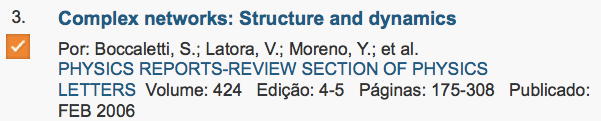 3. Complex networks: Structure and dynamics
Por: Boccaletti, S.; Latora, V.; Moreno, Y.; et al.
PHYSICS REPORTS-REVIEW SECTION OF PHYSICS
LETTERS Volume: 424 Edição: 4-5 Páginas: 175-308 Publicado:
FEB 2006